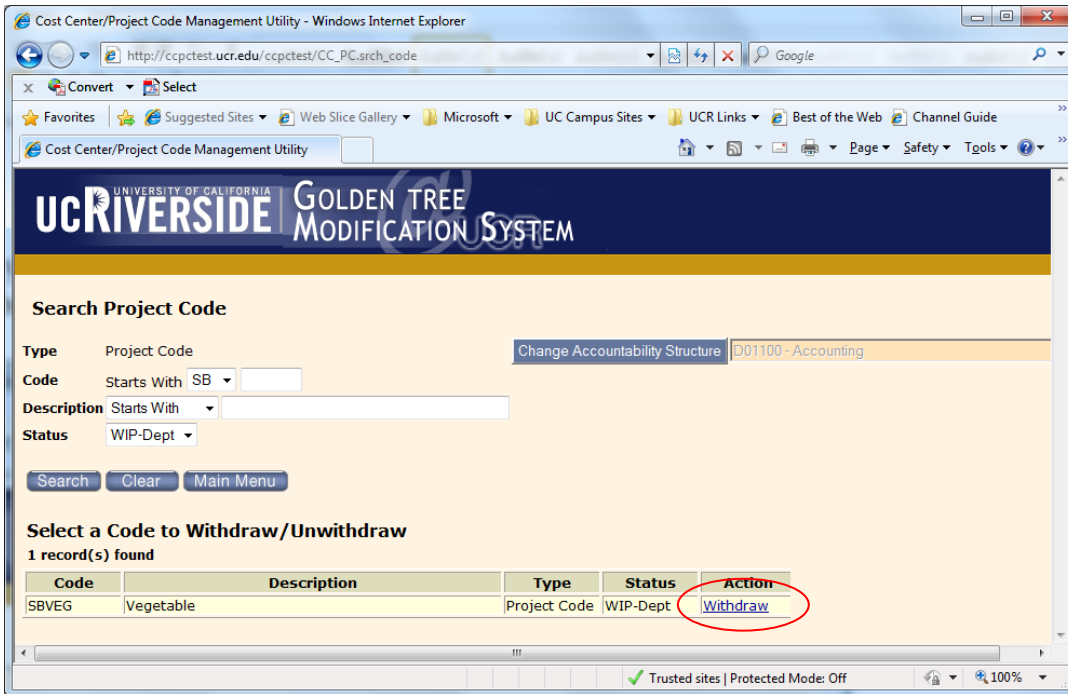 Cost Center/Project Code Management Utility - Windows Internet Explorer
http://ccpctest.ucr.edu/ccpctest/CC_PC.srch_code
Google
x Convert Select
Favorites Suggested Sites Web Slice Gallery Microsoft UC Campus Sites UCR Links Best of the Web Channel Guide
Cost Center/Project Code Management Utility Page Safety Tools
UNIVERSITY OF CALIFORNIA
UCRIVERSIDE
GOLDEN TREE
MODIFICATION SYSTEM
@UCR
Search Project Code
Type Project Code Change Accountability Structure D01100 - Accounting
Code Starts With SB
Description Starts With
Status WIP-Dept
Search Clear Main Menu
Select a Code to Withdraw/Unwithdraw
1 record(s) found
Code Description Type Status Action
SBVEG Vegetable Project Code WIP-Dept Withdraw
Trusted sites | Protected Mode: Off 100%